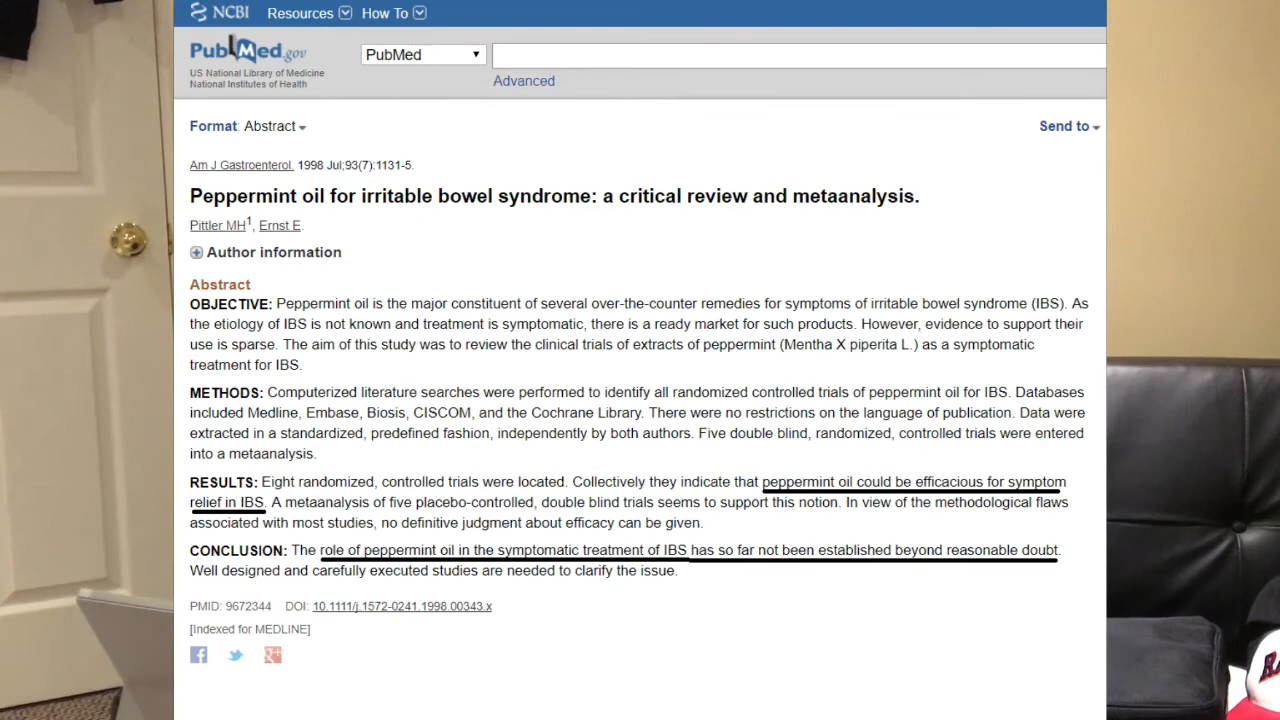 NCBI Resources How To
PubMed.gov
US National Library of Medicine
National Institutes of Health
PubMed
Advanced
Format: Abstract
Send to
Am J Gastroenterol. 1998 Jul;93(7):1131-5.
Peppermint oil for irritable bowel syndrome: a critical review and metaanalysis.
Pittler MH1, Ernst E.
Author information
Abstract
OBJECTIVE: Peppermint oil is the major constituent of several over-the-counter remedies for symptoms of irritable bowel syndrome (IBS). As
the etiology of IBS is not known and treatment is symptomatic, there is a ready market for such products. However, evidence to support their
use is sparse. The aim of this study was to review the clinical trials of extracts of peppermint (Mentha X piperita L.) as a symptomatic
treatment for IBS.
METHODS: Computerized literature searches were performed to identify all randomized controlled trials of peppermint oil for IBS. Databases
included Medline, Embase, Biosis, CISCOM, and the Cochrane Library. There were no restrictions on the language of publication. Data were
extracted in a standardized, predefined fashion, independently by both authors. Five double blind, randomized, controlled trials were entered
into a metaanalysis.
RESULTS: Eight randomized, controlled trials were located. Collectively they indicate that peppermint oil could be efficacious for symptom
relief in IBS. A metaanalysis of five placebo-controlled, double blind trials seems to support this notion. In view of the methodological flaws
associated with most studies, no definitive judgment about efficacy can be given.
CONCLUSION: The role of peppermint oil in the symptomatic treatment of IBS has so far not been established beyond reasonable doubt.
Well designed and carefully executed studies are needed to clarify the issue.
PMID: 9672344 DOI: 10.1111/j.1572-0241.1998.00343.x
[Indexed for MEDLINE]